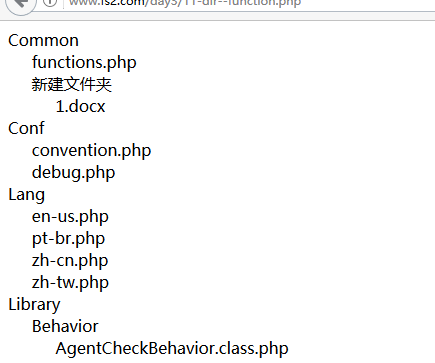 www.fs2.com/day5/11-dir--function.php
Common
functions.php
新建文件夹
1.docx
Conf
convention.php
debug.php
Lang
en-us.php
pt-br.php
zh-cn.php
zh-tw.php
Library
Behavior
AgentCheckBehavior.class.php